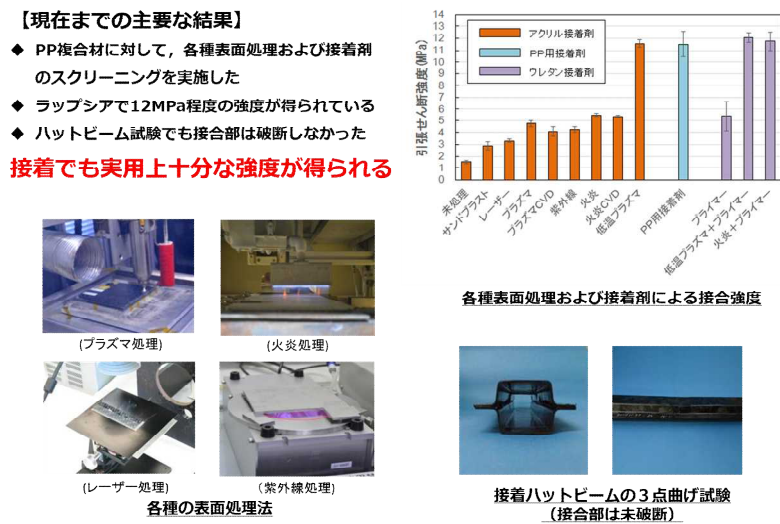 【現在までの主要な結果】
◆ PP複合材に対して，各種表面処理および接着剤
のスクリーニングを実施した
◆ ラップシアで12MPa程度の強度が得られている
◆ ハットビーム試験でも接合部は破断しなかった
接着でも実用上十分な強度が得られる
(プラズマ処理)
(火炎処理)
(レーザー処理)
（紫外線処理)
各種の表面処理法
引張せん断強度(MPa)
14
13
12
11
10
9
8
7
6
5
4
3
2
1
0
アクリル接着剤
PP用接着剤
ウレタン接着剤
未処理
サンドブラスト
レーザー
プラズマ
プラズマCVD
紫外線
火炎
火炎CVD
低温プラズマ
PP用接着剤
プライマー
低温プラズマ+プライマー
火炎+プライマー
各種表面処理および接着剤による接合強度
接着ハットビームの３点曲げ試験
（接合部は未破断）